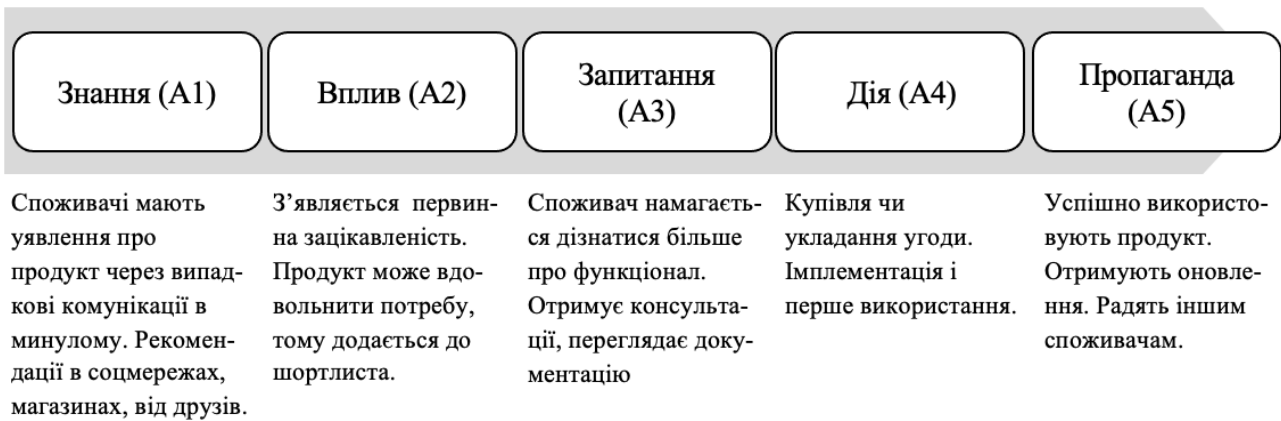 Знання (А1)
Вплив (А2)
Запитання
(А3)
Дія (А4)
Пропаганда
(А5)
Споживачі мають
уявлення про
продукт через випад-
кові комунікації в
минулому. Рекомен-
дації в соцмережах,
магазинах, від друзів.
З’являється первин-
на зацікавленість.
Продукт може вдо-
вольнити потребу,
тому додається до
шортлиста.
Споживач намагаєть-
ся дізнатися більше
про функціонал.
Отримує консульта-
ції, переглядає доку-
ментацію
Купівля чи
укладання угоди.
Імплементація і
перше використання.
Успішно використо-
вують продукт.
Отримують оновле-
ння. Радять іншим
споживачам.